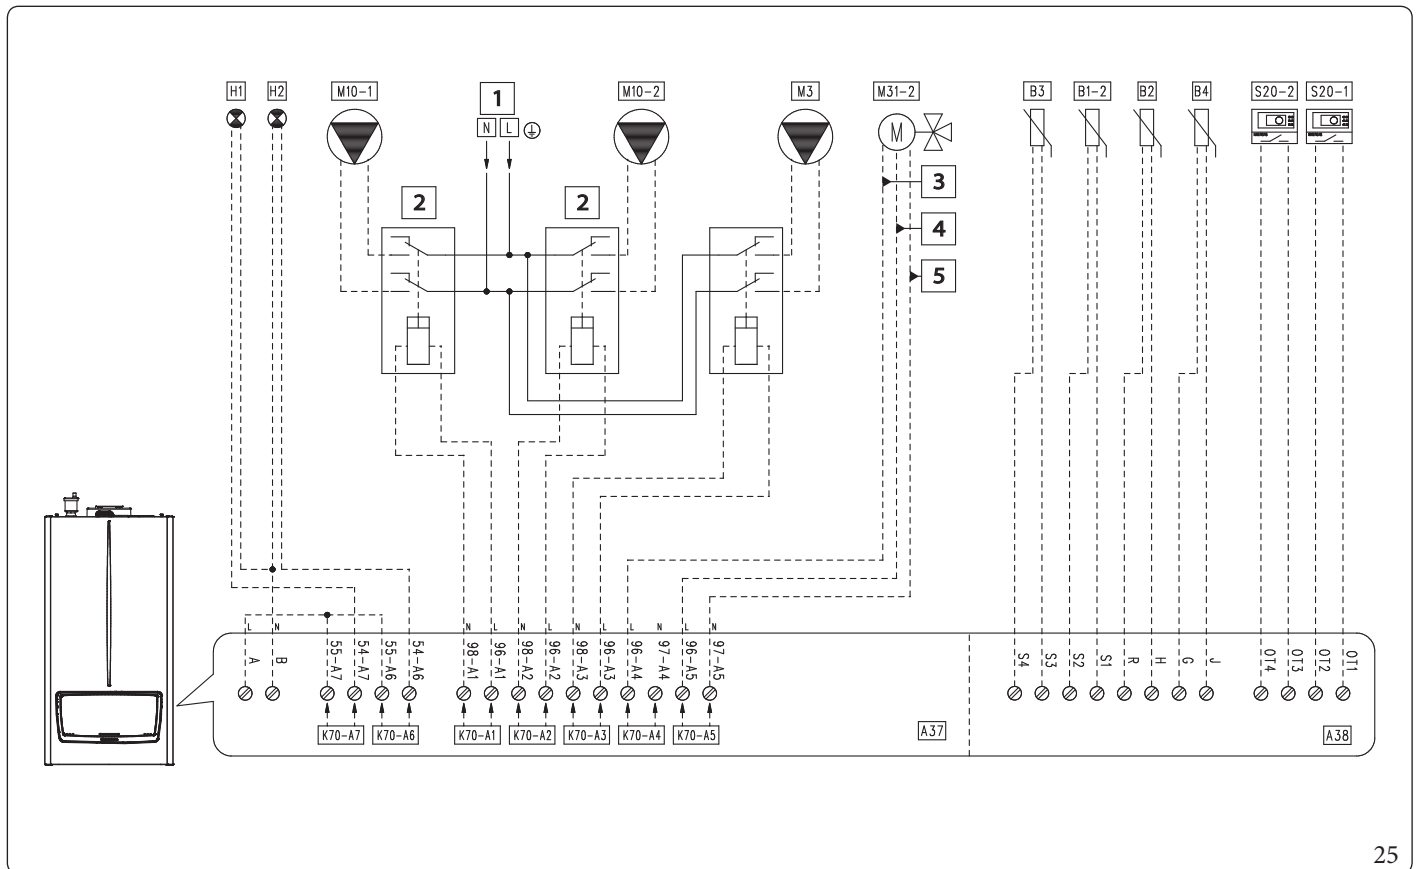 H1 H2 M10-1 1 M10-2 M3 M31-2 B3 B1-2 B2 B4 S20-2 S20-1
N L
M
3
2 2
4
5
L N N L N L N L L N L N
A B 55-A7 54-A7 55-A6 54-A6 98-A1 96-A1 98-A2 96-A2 98-A3 96-A3 96-A4 97-A4 96-A5 97-A5 S4 S3 S2 S1 R H G J OT4 OT3 OT2 OT1
K70-A7 K70-A6 K70-A1 K70-A2 K70-A3 K70-A4 K70-A5 A37 A38
25